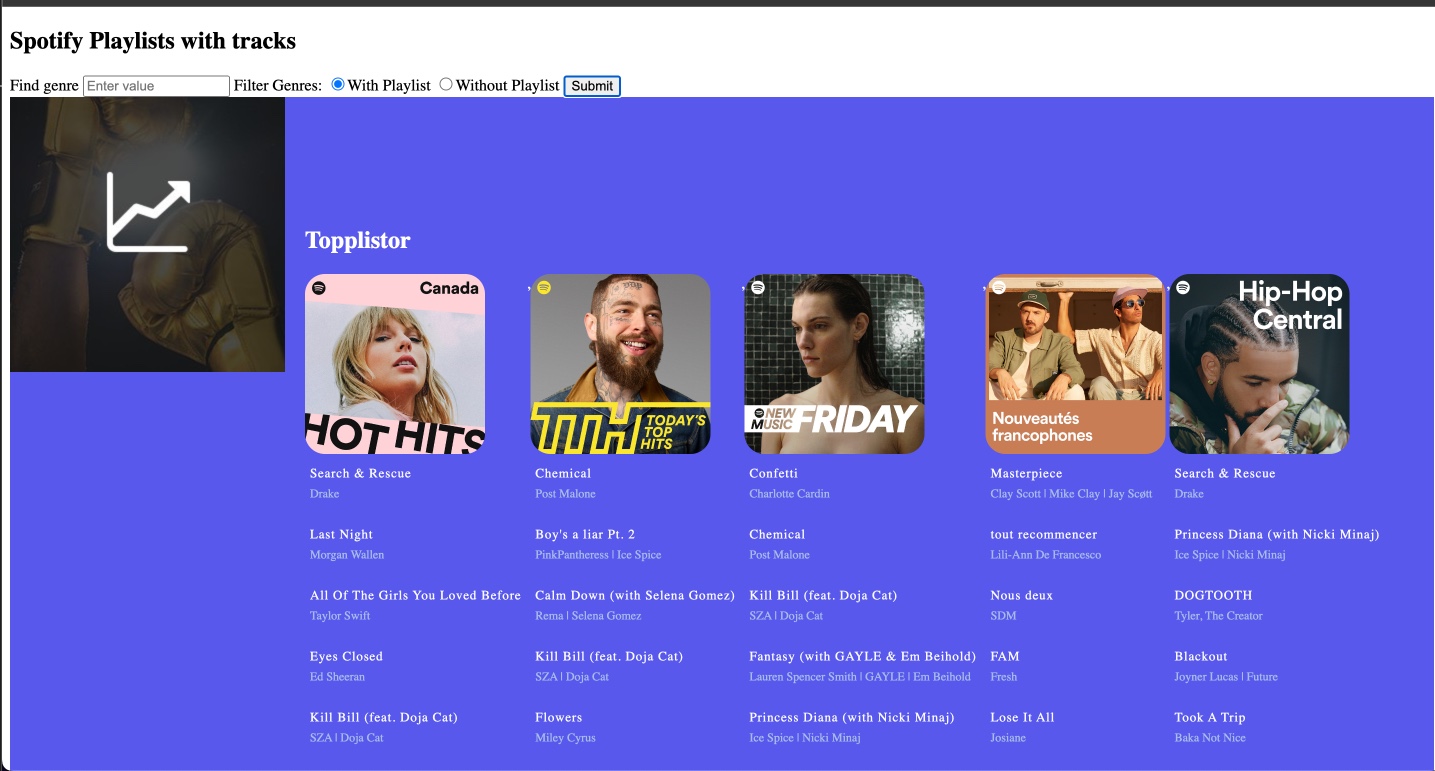 Spotify Playlists with tracks
Find genre Enter value Filter Genres: With Playlist Without Playlist Submit
Topplistor
Canada
HOT HITS
TTH TODAY'S TOP HITS
NEW MUSIC FRIDAY
Nouveautés
francophones
Hip-Hop
Central
Search & Rescue
Drake
Last Night
Morgan Wallen
All Of The Girls You Loved Before
Taylor Swift
Eyes Closed
Ed Sheeran
Kill Bill (feat. Doja Cat)
SZA | Doja Cat
Chemical
Post Malone
Boy's a liar Pt. 2
PinkPantheress | Ice Spice
Calm Down (with Selena Gomez)
Rema | Selena Gomez
Kill Bill (feat. Doja Cat)
SZA | Doja Cat
Flowers
Miley Cyrus
Confetti
Charlotte Cardin
Chemical
Post Malone
Kill Bill (feat. Doja Cat)
SZA | Doja Cat
Fantasy (with GAYLE & Em Beihold)
Lauren Spencer Smith | GAYLE | Em Beihold
Princess Diana (with Nicki Minaj)
Ice Spice | Nicki Minaj
Masterpiece
Clay Scott | Mike Clay | Jay Scøtt
tout recommencer
Lili-Ann De Francesco
Nous deux
SDM
FAM
Fresh
Lose It All
Josiane
Search & Rescue
Drake
Princess Diana (with Nicki Minaj)
Ice Spice | Nicki Minaj
DOGTOOTH
Tyler, The Creator
Blackout
Joyner Lucas | Future
Took A Trip
Baka Not Nice